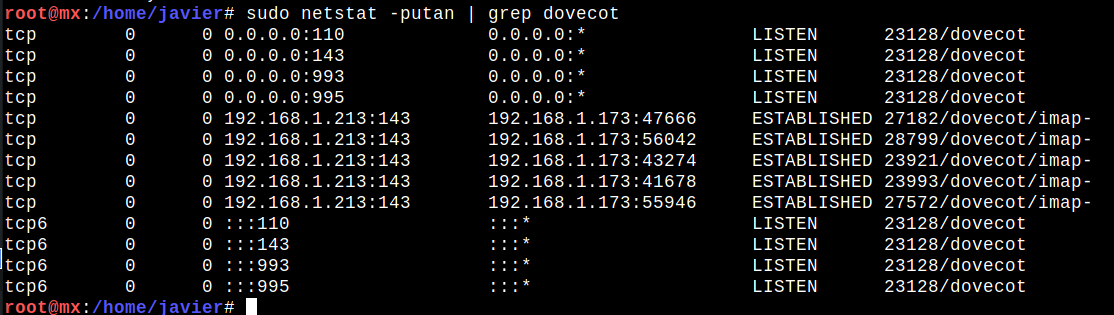 root@mx:/home/javier# sudo netstat -putan | grep dovecot
tcp        0      0 0.0.0.0:110           0.0.0.0:*             LISTEN      23128/dovecot
tcp        0      0 0.0.0.0:143           0.0.0.0:*             LISTEN      23128/dovecot
tcp        0      0 0.0.0.0:993           0.0.0.0:*             LISTEN      23128/dovecot
tcp        0      0 0.0.0.0:995           0.0.0.0:*             LISTEN      23128/dovecot
tcp        0      0 192.168.1.213:143     192.168.1.173:47666   ESTABLISHED 27182/dovecot/imap-
tcp        0      0 192.168.1.213:143     192.168.1.173:56042   ESTABLISHED 28799/dovecot/imap-
tcp        0      0 192.168.1.213:143     192.168.1.173:43274   ESTABLISHED 23921/dovecot/imap-
tcp        0      0 192.168.1.213:143     192.168.1.173:41678   ESTABLISHED 23993/dovecot/imap-
tcp        0      0 192.168.1.213:143     192.168.1.173:55946   ESTABLISHED 27572/dovecot/imap-
tcp6       0      0 :::110                :::*                  LISTEN      23128/dovecot
tcp6       0      0 :::143                :::*                  LISTEN      23128/dovecot
tcp6       0      0 :::993                :::*                  LISTEN      23128/dovecot
tcp6       0      0 :::995                :::*                  LISTEN      23128/dovecot
root@mx:/home/javier#